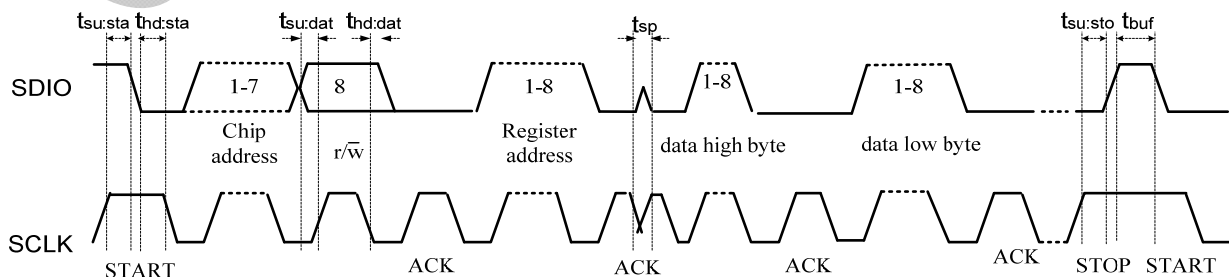 tsu:sta thd:sta tsu:dat thd:dat tsp tsu:sto tbuf
SDIO 1-7 8 1-8 1-8 1-8
Chip address r/w̅ Register address data high byte data low byte
SCLK
START ACK ACK ACK ACK STOP START